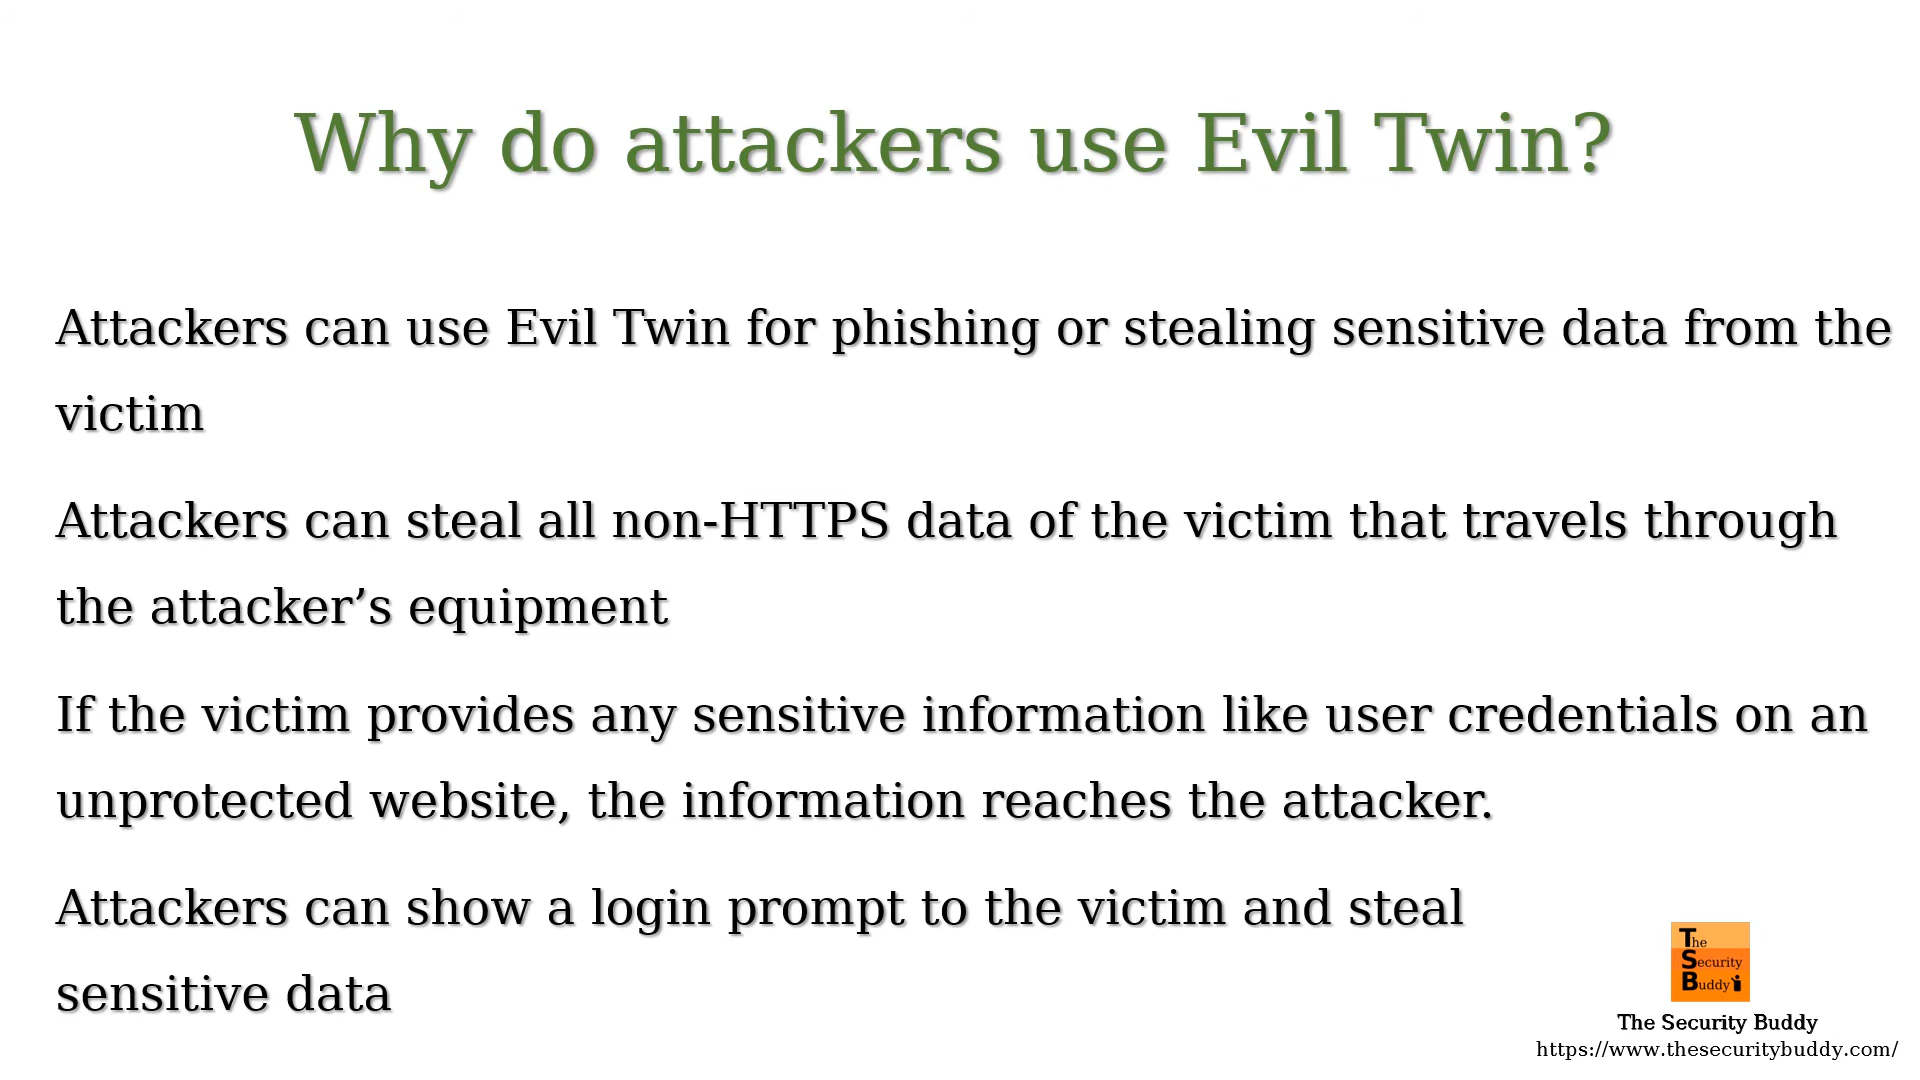 Why do attackers use Evil Twin?
Attackers can use Evil Twin for phishing or stealing sensitive data from the
victim
Attackers can steal all non-HTTPS data of the victim that travels through
the attacker’s equipment
If the victim provides any sensitive information like user credentials on an
unprotected website, the information reaches the attacker.
Attackers can show a login prompt to the victim and steal
sensitive data
The
Security
Buddy
The Security Buddy
https://www.thesecuritybuddy.com/